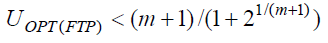 U_{OPT(FTP)} < (m+1)/(1+2^{1/(m+1)})